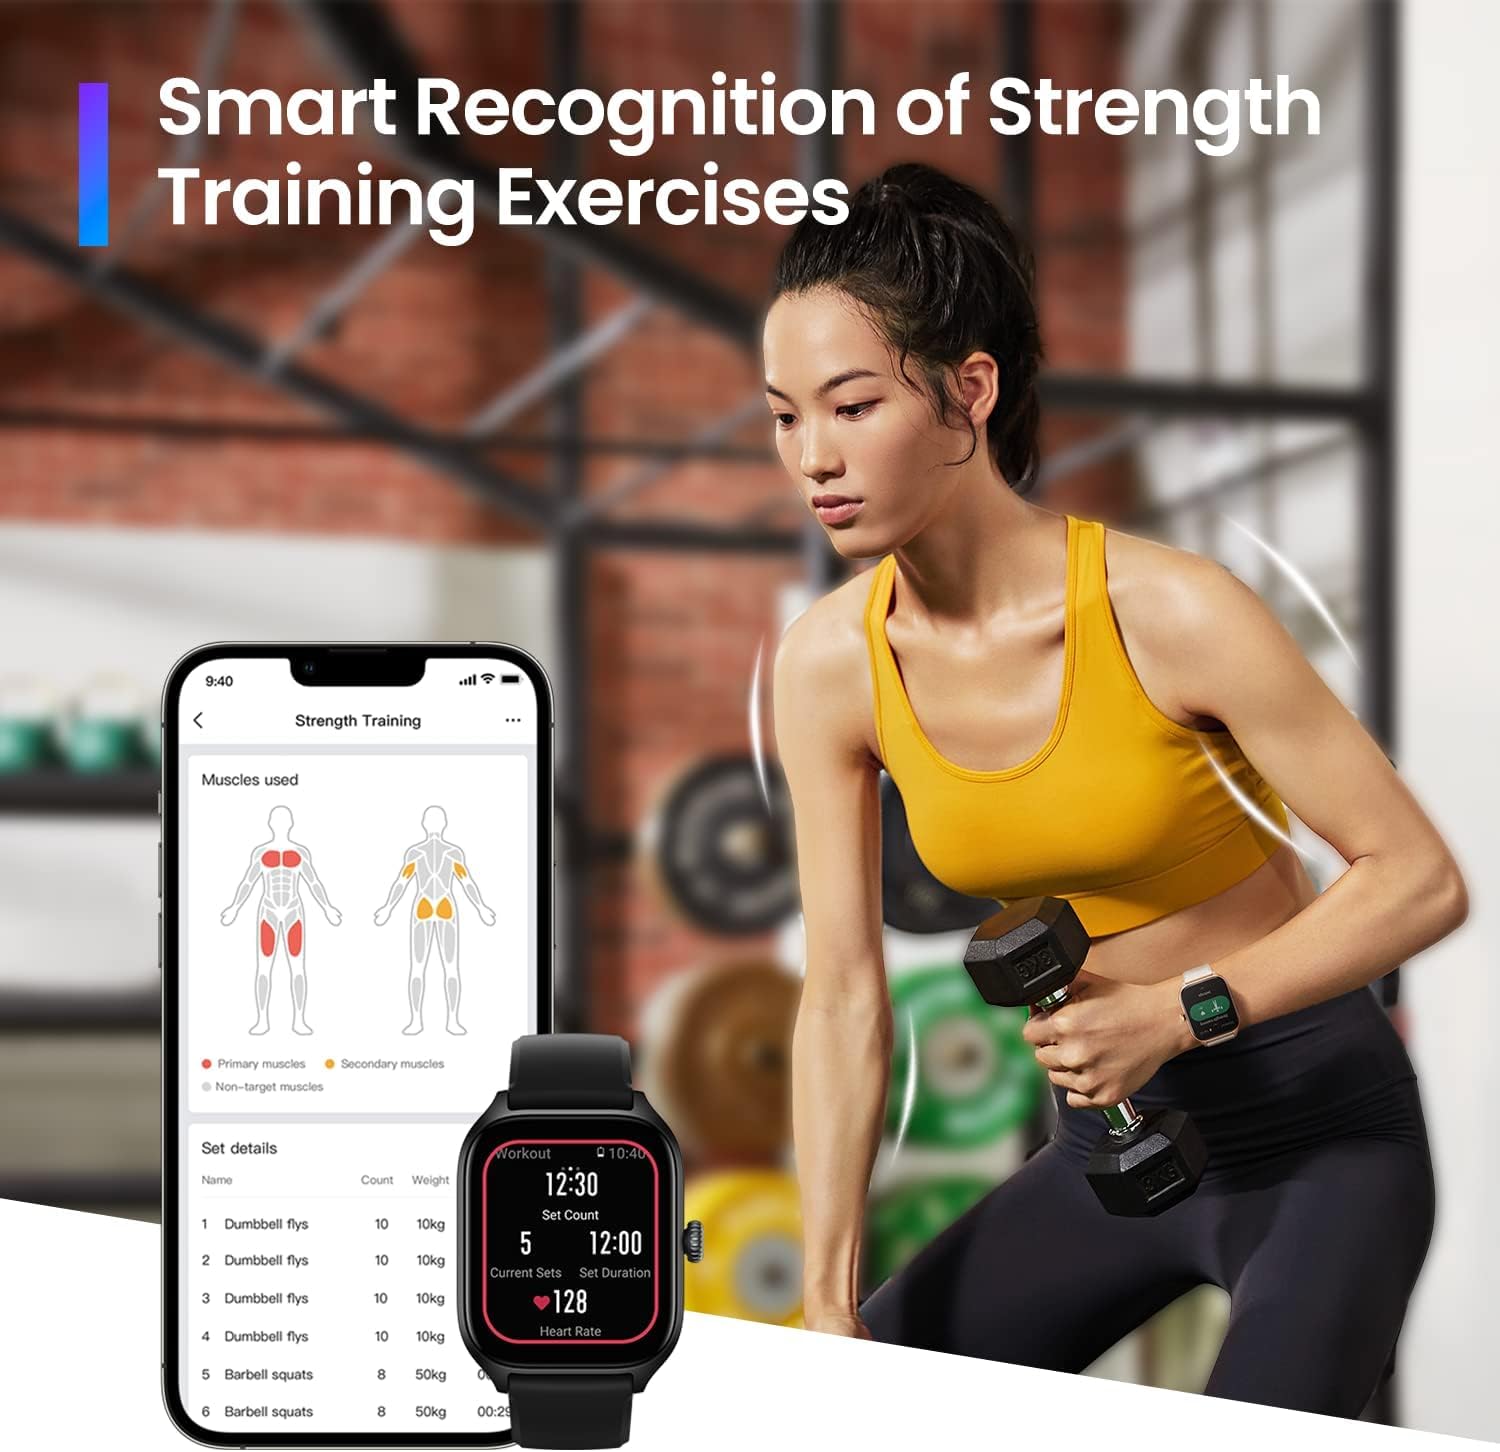 Smart Recognition of Strength
Training Exercises
9:40
Strength Training
Muscles used
Primary muscles
Secondary muscles
Non-target muscles
Set details
Name Count Weight
1 Dumbbell flys 10 10kg
2 Dumbbell flys 10 10kg
3 Dumbbell flys 10 10kg
4 Dumbbell flys 10 10kg
5 Barbell squats 8 50kg
6 Barbell squats 8 50kg 00:29
Workout 10:40
12:30
Set Count
5 12:00
Current Sets Set Duration
128
Heart Rate